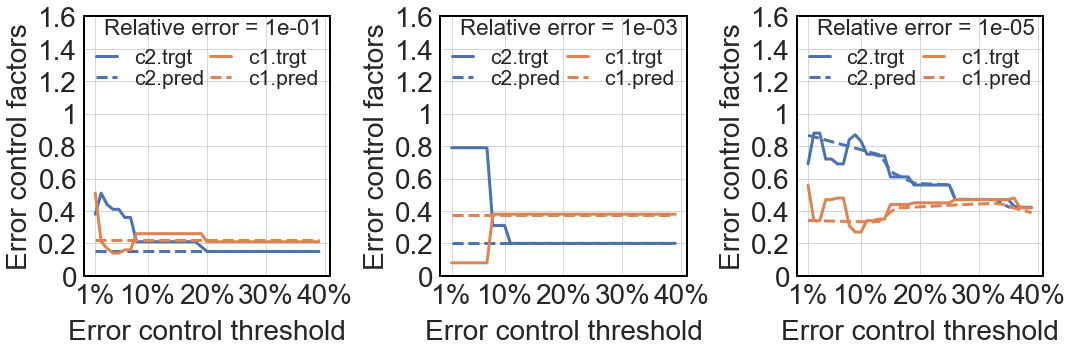 Error control factors
1.6
1.4
1.2
1
0.8
0.6
0.4
0.2
0
Relative error = 1e-01
c2.trgt c1.trgt
c2.pred c1.pred
1% 10% 20% 30% 40%
Error control threshold
Error control factors
1.6
1.4
1.2
1
0.8
0.6
0.4
0.2
0
Relative error = 1e-03
c2.trgt c1.trgt
c2.pred c1.pred
1% 10% 20% 30% 40%
Error control threshold
Error control factors
1.6
1.4
1.2
1
0.8
0.6
0.4
0.2
0
Relative error = 1e-05
c2.trgt c1.trgt
c2.pred c1.pred
1% 10% 20% 30% 40%
Error control threshold